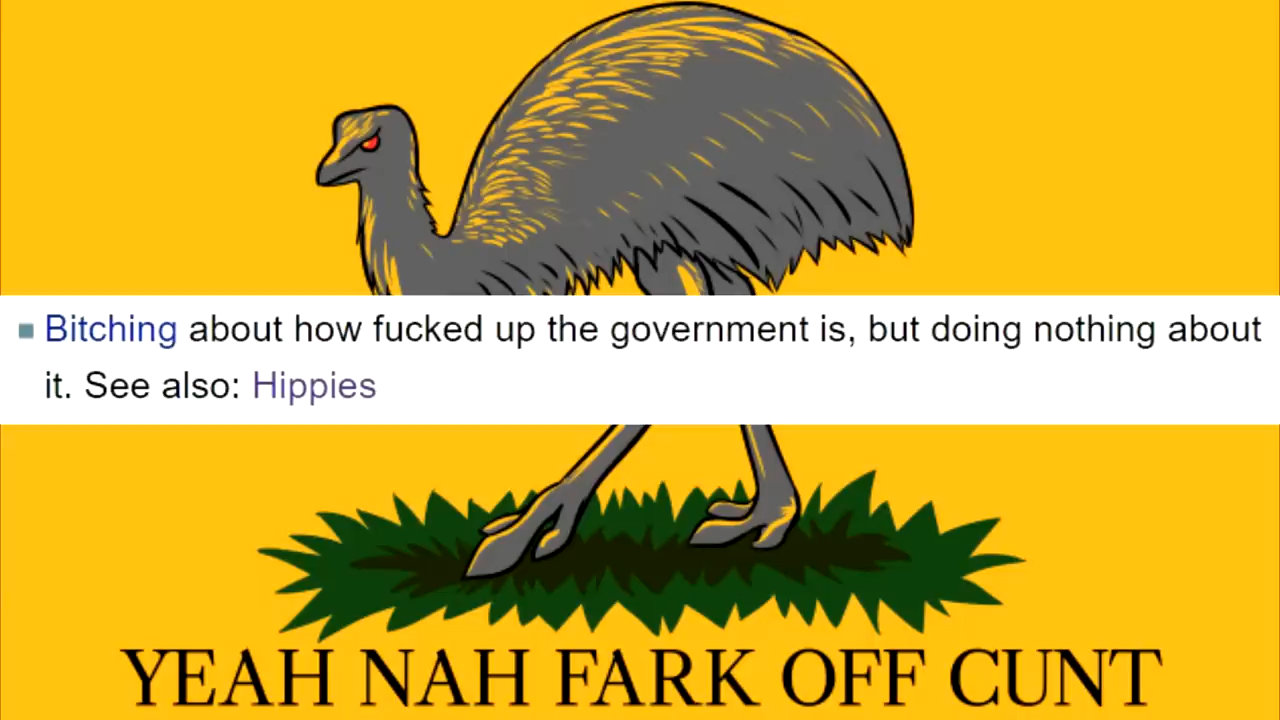 Bitching about how fucked up the government is, but doing nothing about
it. See also: Hippies
YEAH NAH FARK OFF CUNT